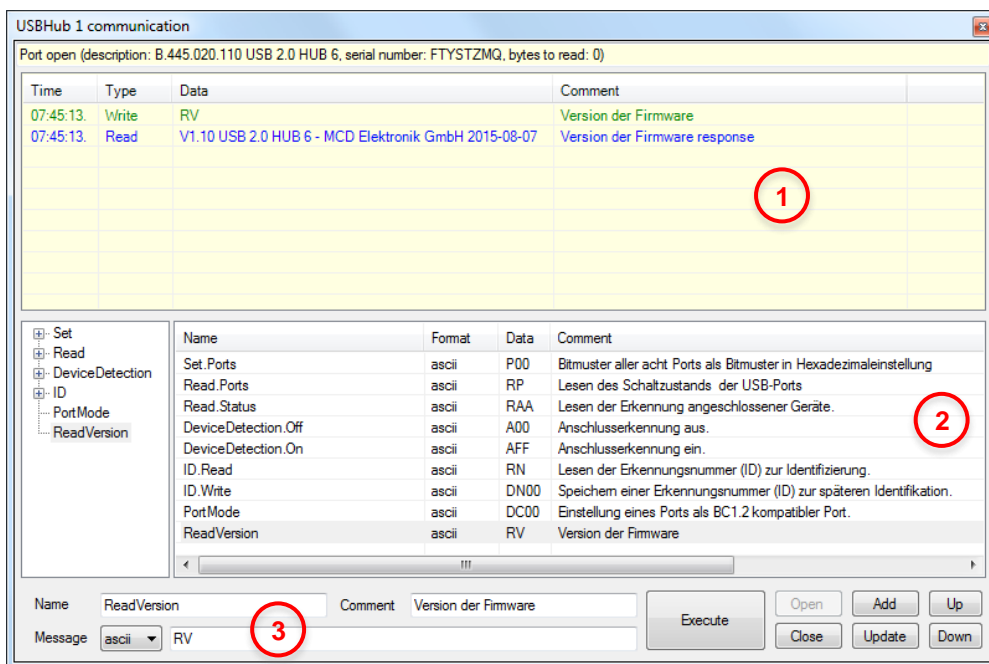 USBHub 1 communication
Port open (description: B.445.020.110 USB 2.0 HUB 6, serial number: FTYSTZMQ, bytes to read: 0)
Time Type Data Comment
07:45:13. Write RV Version der Firmware
07:45:13. Read V1.10 USB 2.0 HUB 6 - MCD Elektronik GmbH 2015-08-07 Version der Firmware response
1
Set
Read
DeviceDetection
ID
PortMode
ReadVersion
Name Format Data Comment
Set.Ports ascii P00 Bitmuster aller acht Ports als Bitmuster in Hexadezimaleinstellung
Read.Ports ascii RP Lesen des Schaltzustands der USB-Ports
Read.Status ascii RAA Lesen der Erkennung angeschlossener Geräte.
DeviceDetection.Off ascii A00 Anschlusserkennung aus.
DeviceDetection.On ascii AFF Anschlusserkennung ein.
ID.Read ascii RN Lesen der Erkennungsnummer (ID) zur Identifizierung.
ID.Write ascii DN00 Speichern einer Erkennungsnummer (ID) zur späteren Identifikation.
PortMode ascii DC00 Einstellung eines Ports als BC1.2 kompatibler Port.
ReadVersion ascii RV Version der Firmware
2
Name ReadVersion Comment Version der Firmware
Message ascii RV
3
Execute
Open Add Up
Close Update Down